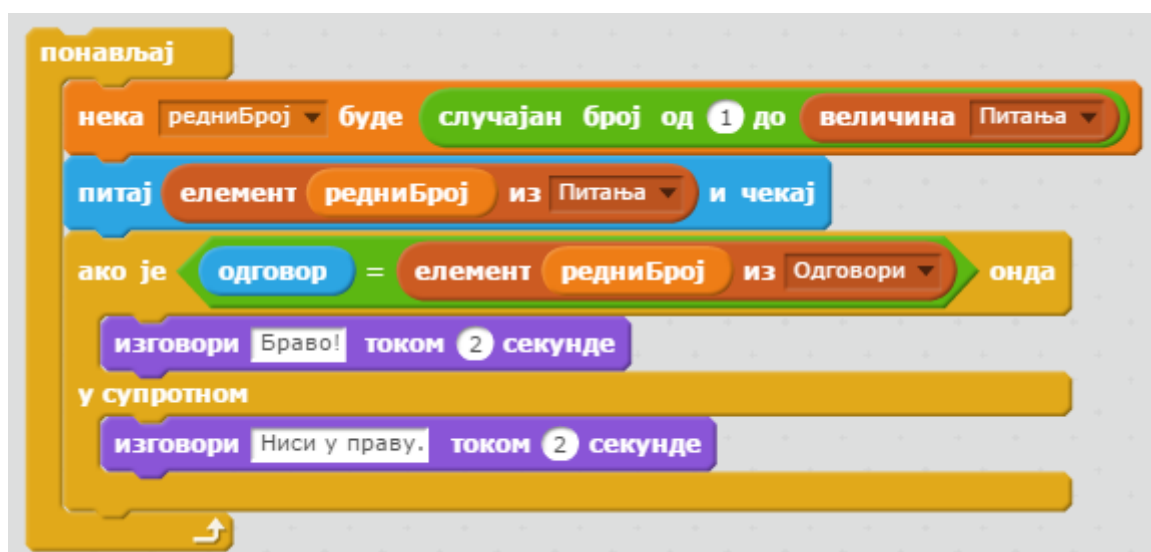 понављај
нека редниБрој буде случајан број од 1 до величина Питања
питај елемент редниБрој из Питања и чекај
ако је одговор = елемент редниБрој из Одговори онда
изговори Браво! током 2 секунде
у супротном
изговори Ниси у праву. током 2 секунде